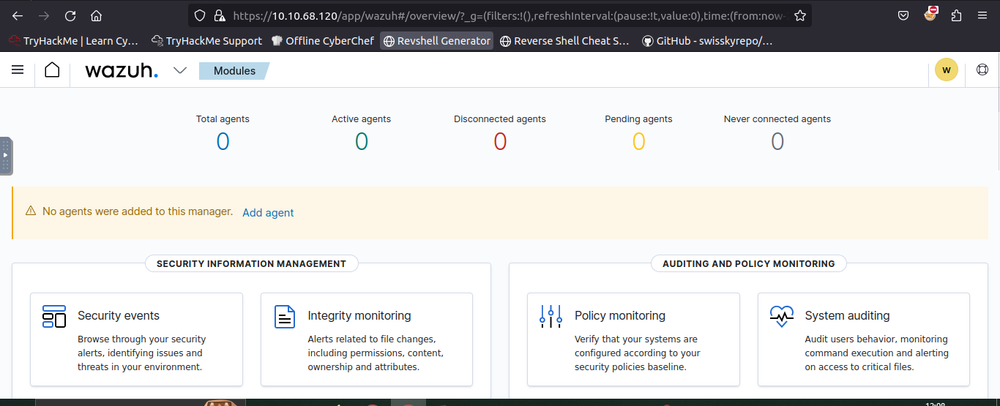 https://10.10.68.120/app/wazuh#/overview/?_g=(filters:!(),refreshInterval:(pause:!t,value:0),time:(from:now-
TryHackMe | Learn Cy… TryHackMe Support Offline CyberChef Revshell Generator Reverse Shell Cheat S… GitHub - swisskyrepo/…
wazuh. Modules W
Total agents Active agents Disconnected agents Pending agents Never connected agents
0 0 0 0 0
No agents were added to this manager. Add agent
SECURITY INFORMATION MANAGEMENT
Security events
Browse through your security
alerts, identifying issues and
threats in your environment.
Integrity monitoring
Alerts related to file changes,
including permissions, content,
ownership and attributes.
AUDITING AND POLICY MONITORING
Policy monitoring
Verify that your systems are
configured according to your
security policies baseline.
System auditing
Audit users behavior, monitoring
command execution and alerting
on access to critical files.